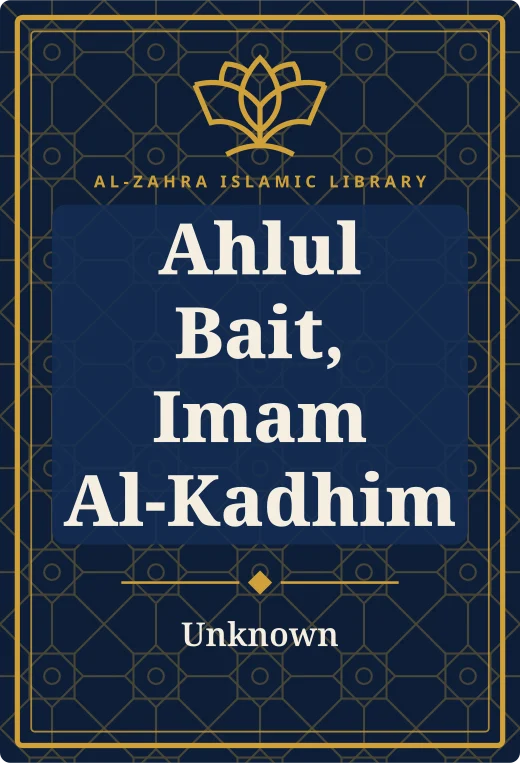 AL-ZAHRA ISLAMIC LIBRARY
Ahlul
Bait,
Imam
Al-Kadhim
Unknown